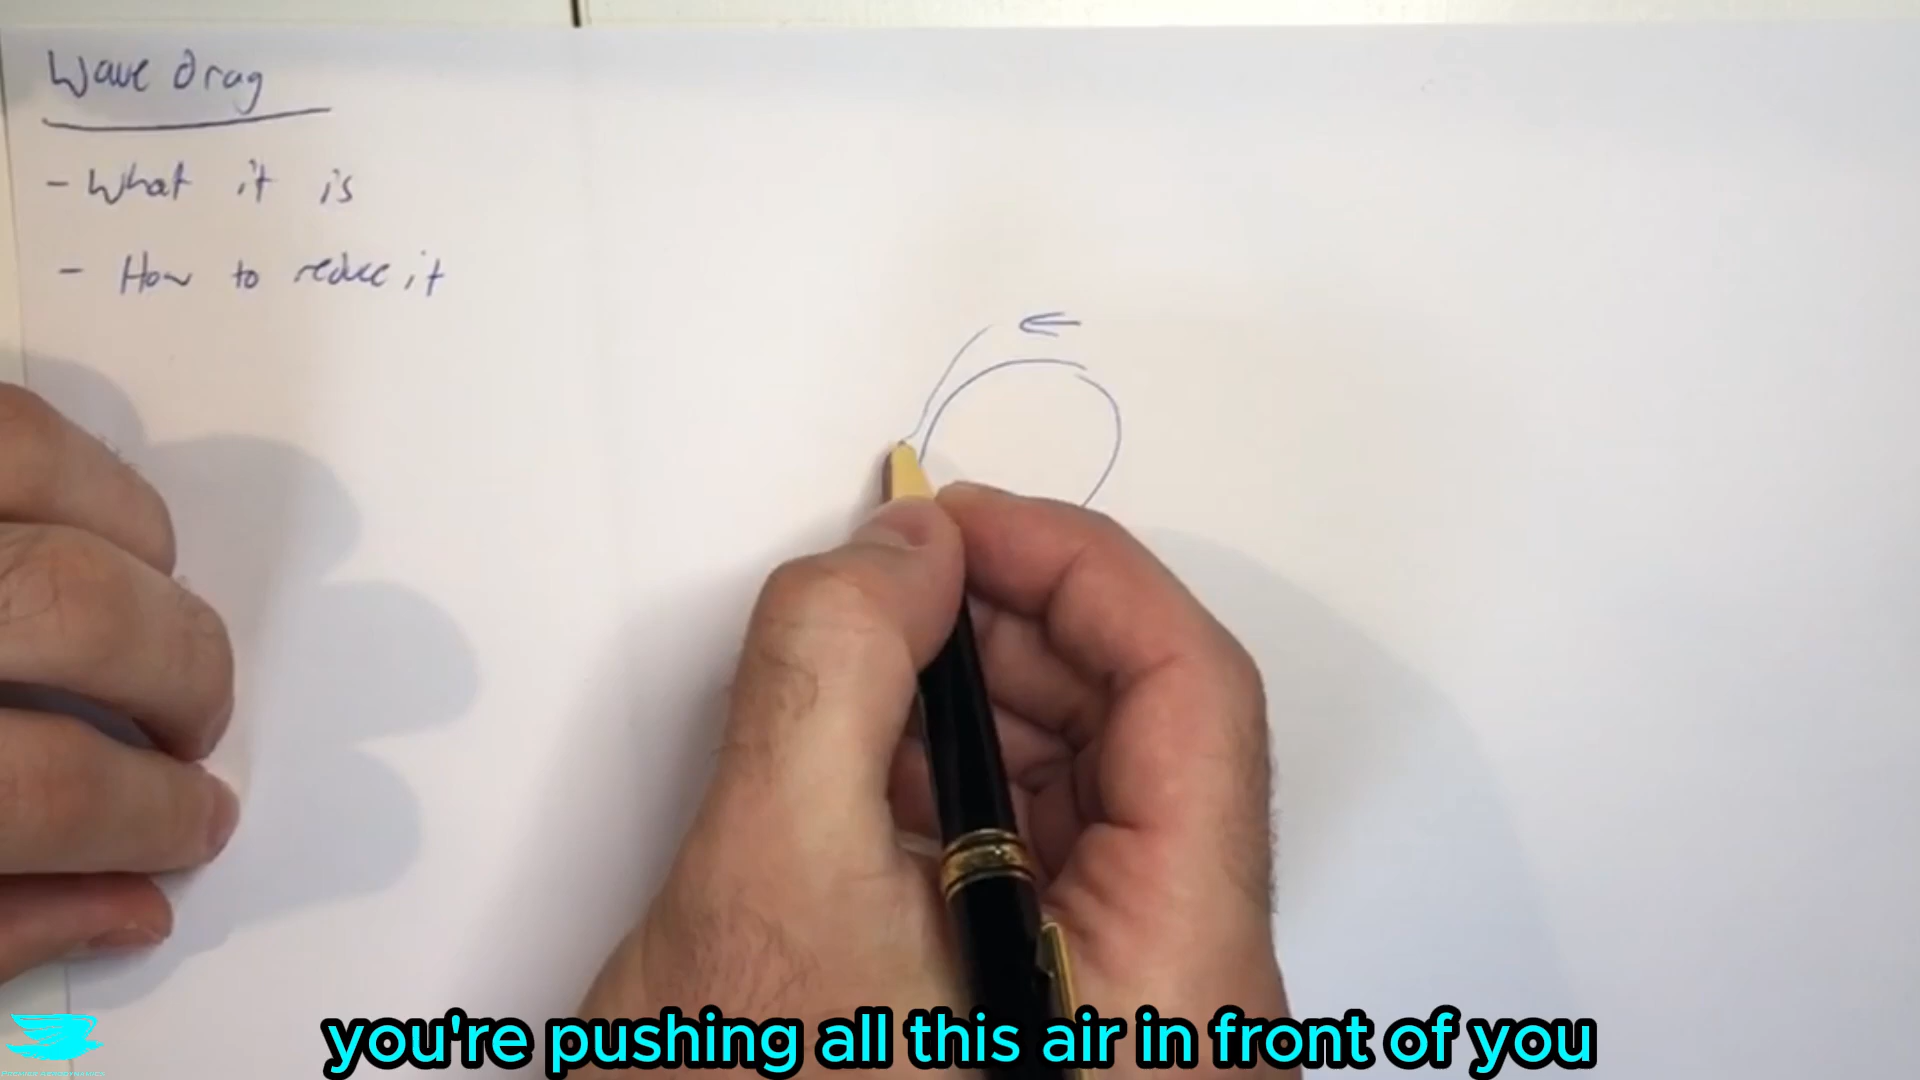 Wave drag
- What it is
- How to reduce it
you're pushing all this air in front of you